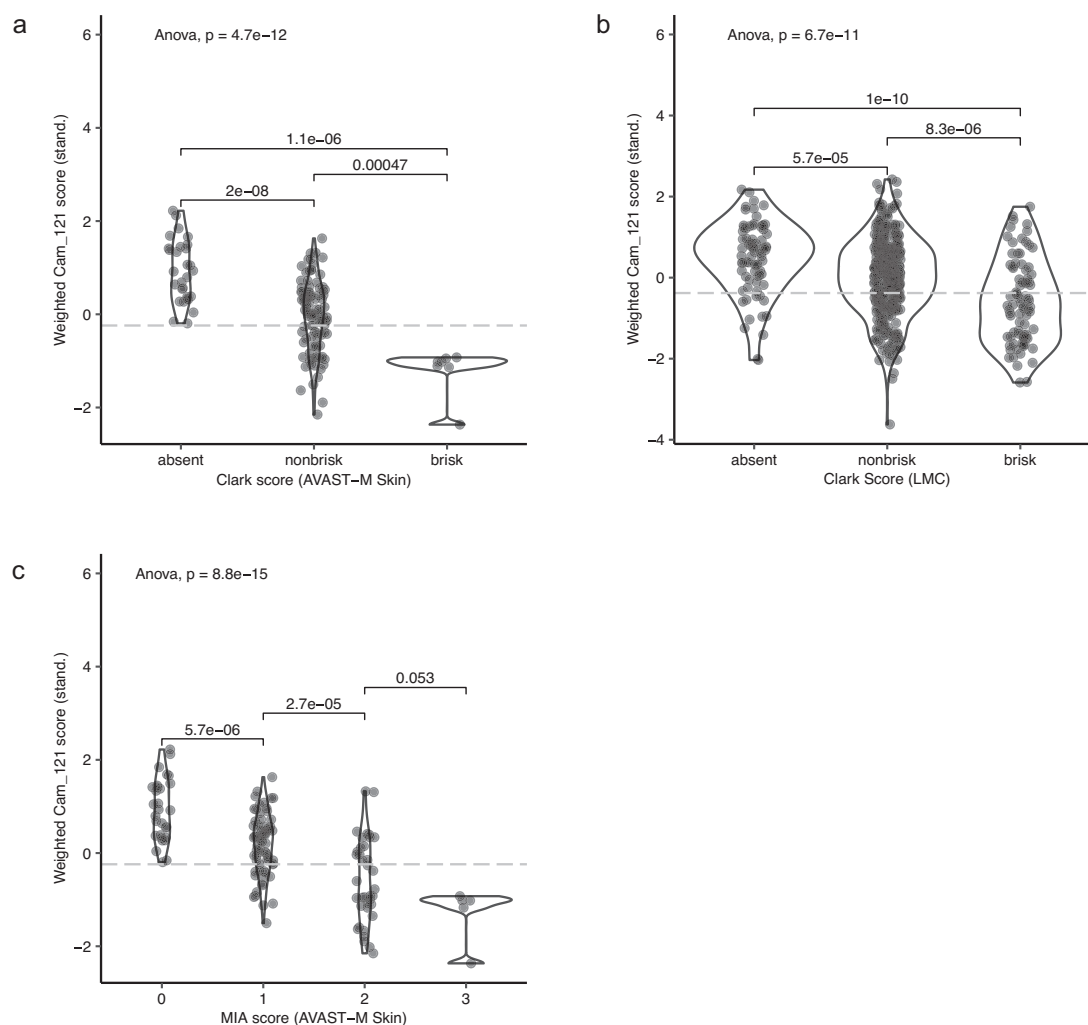 a
Anova, p = 4.7e−12
6
4
2
0
−2
Weighted Cam_121 score (stand.)
1.1e−06
0.00047
2e−08
absent nonbrisk brisk
Clark score (AVAST−M Skin)
b
Anova, p = 6.7e−11
6
4
2
0
−2
−4
Weighted Cam_121 score (stand.)
1e−10
8.3e−06
5.7e−05
absent nonbrisk brisk
Clark Score (LMC)
c
Anova, p = 8.8e−15
6
4
2
0
−2
Weighted Cam_121 score (stand.)
0.053
2.7e−05
5.7e−06
0 1 2 3
MIA score (AVAST−M Skin)